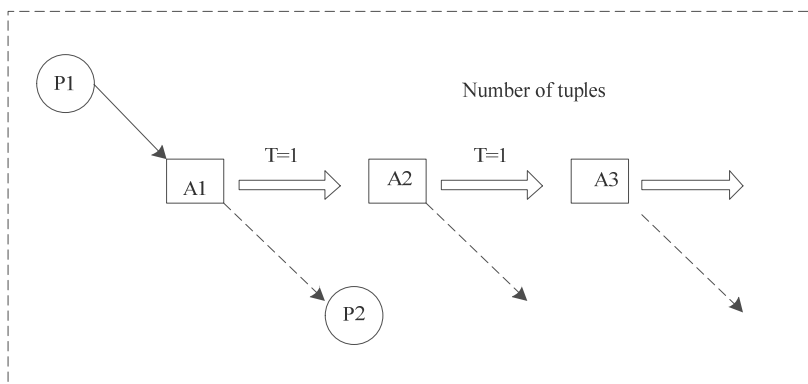 P1
Number of tuples
T=1
T=1
A1
A2
A3
P2